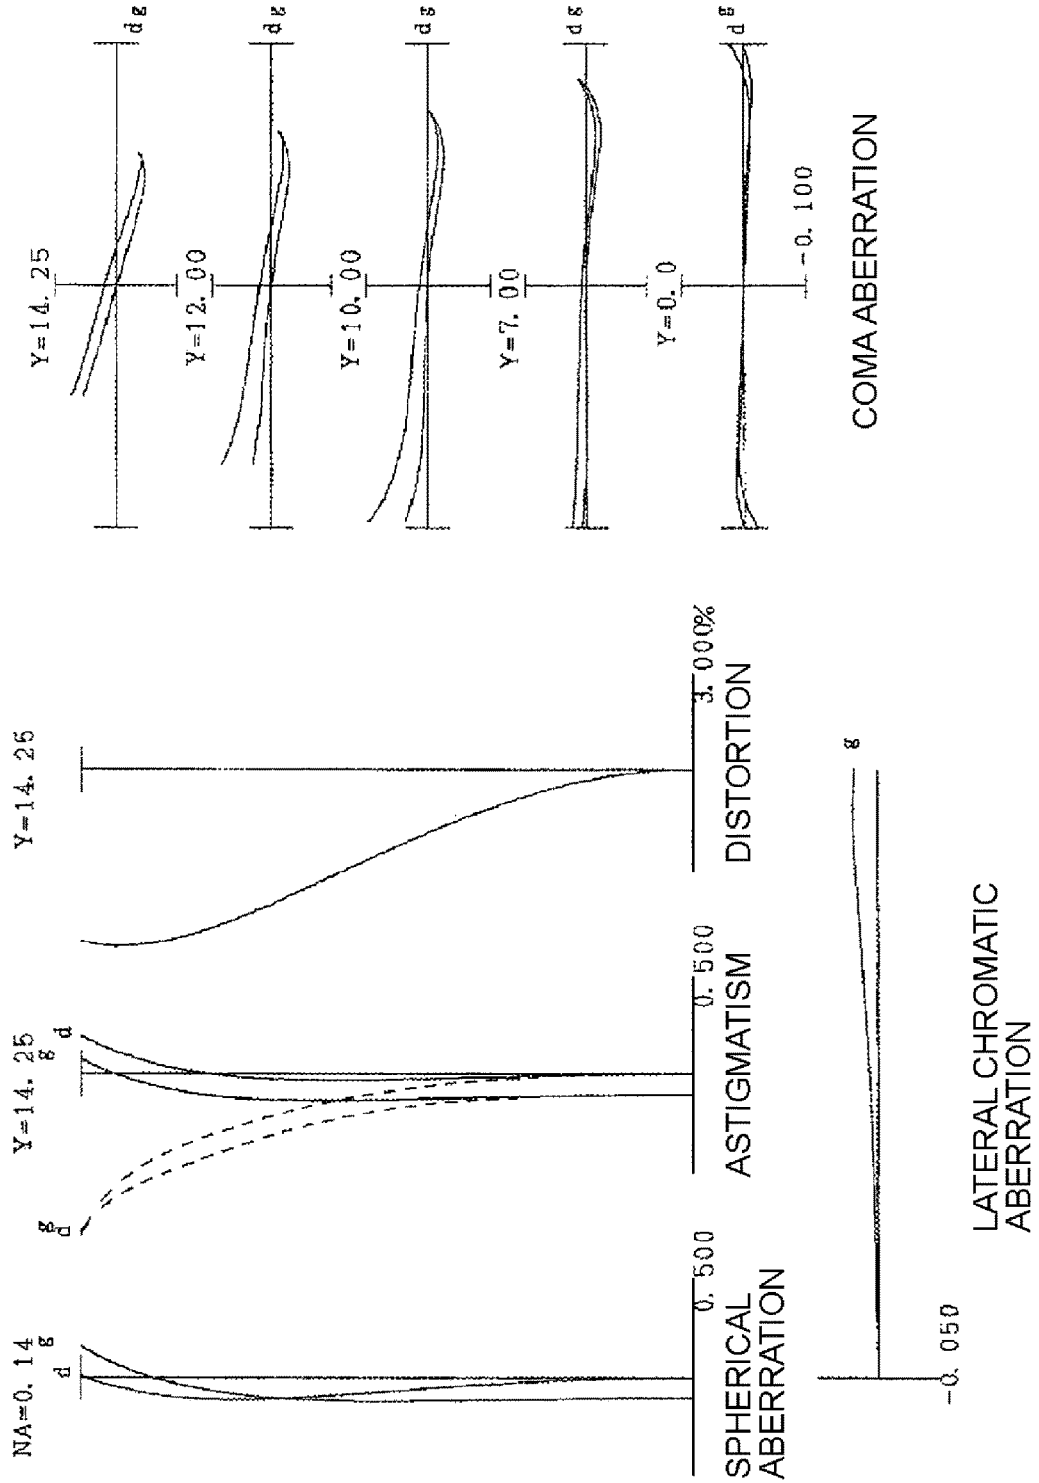 NA=0. 14
d g
0. 500
SPHERICAL
ABERRATION
Y=14. 25
d g
g d
0. 500
ASTIGMATISM
Y=14. 25
3. 000%
DISTORTION
Y=14. 25
d g
Y=12. 00
d g
Y=10. 00
d g
Y=7. 00
d g
Y=0. 0
d g
-0. 100
COMA ABERRATION
g
-0. 050
LATERAL CHROMATIC
ABERRATION